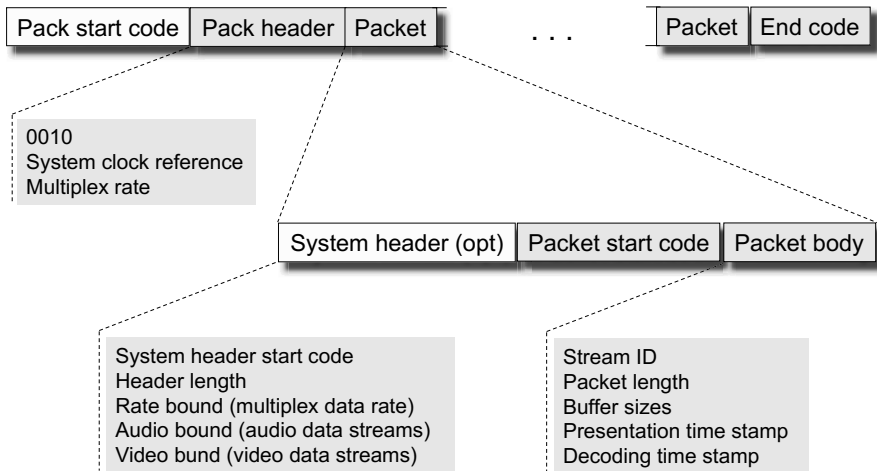 Pack start code Pack header Packet . . . Packet End code
0010
System clock reference
Multiplex rate
System header (opt) Packet start code Packet body
System header start code
Header length
Rate bound (multiplex data rate)
Audio bound (audio data streams)
Video bund (video data streams)
Stream ID
Packet length
Buffer sizes
Presentation time stamp
Decoding time stamp